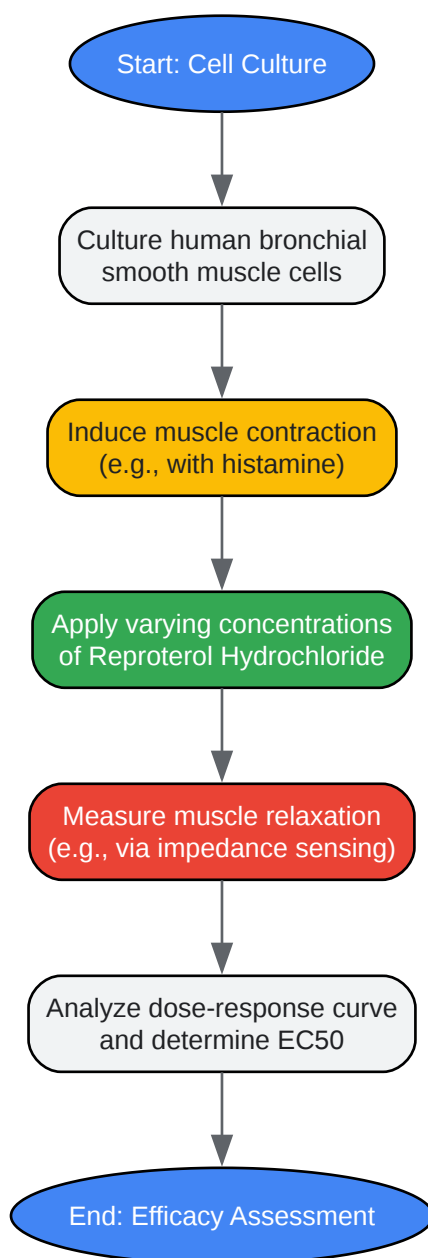 Start: Cell Culture
Culture human bronchial
smooth muscle cells
Induce muscle contraction
(e.g., with histamine)
Apply varying concentrations
of Reproterol Hydrochloride
Measure muscle relaxation
(e.g., via impedance sensing)
Analyze dose-response curve
and determine EC50
End: Efficacy Assessment